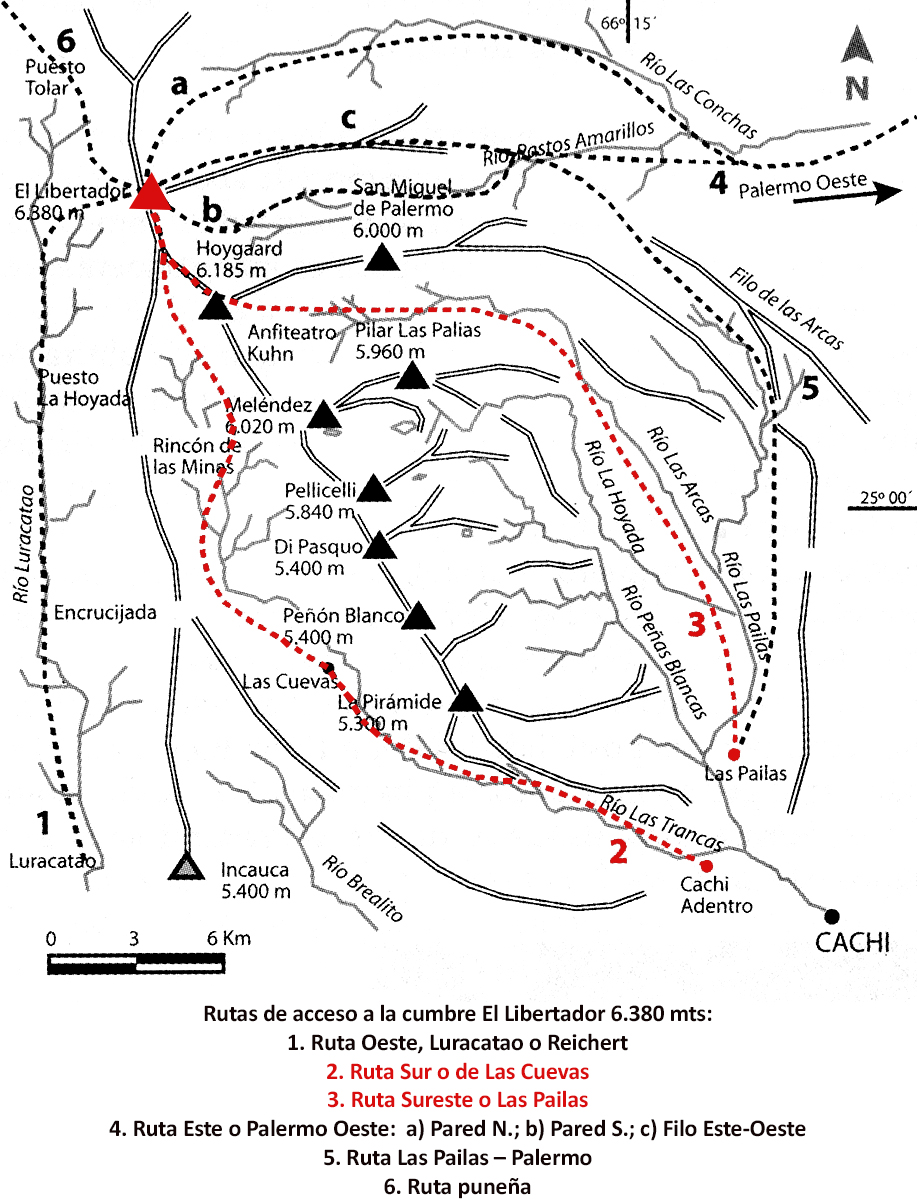 66º 15´
6
Puesto
Tolar
a
Río Las Conchas
N
c
Río Rastos Amarillos
4
Palermo Oeste
El Libertador
6.380 m
b
San Miguel
de Palermo
6.000 m
Hoygaard
6.185 m
Filo de las Arcas
Anfiteatro
Kuhn
Pilar Las Palias
5.960 m
5
Puesto
La Hoyada
Meléndez
6.020 m
Rincón de
las Minas
Río La Hoyada
Río Las Arcas
Pellicelli
5.840 m
25º 00´
Río Luracatao
Di Pasquo
5.400 m
Río Las Pailas
Encrucijada
Peñón Blanco
5.400 m
Río Peñas Blancas
3
Las Cuevas
La Pirámide
5.300 m
Las Pailas
1
Río Las Trancas
2
Luracatao
Incauca
5.400 m
Río Brealito
Cachi
Adentro
CACHI
0 3 6 Km
Rutas de acceso a la cumbre El Libertador 6.380 mts:
1. Ruta Oeste, Luracatao o Reichert
2. Ruta Sur o de Las Cuevas
3. Ruta Sureste o Las Pailas
4. Ruta Este o Palermo Oeste: a) Pared N.; b) Pared S.; c) Filo Este-Oeste
5. Ruta Las Pailas – Palermo
6. Ruta puneña